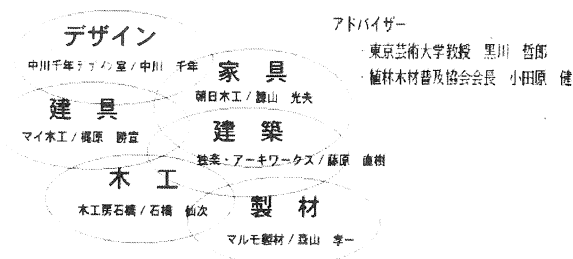 デザイン
中川千年デザイン室/中川 千年
家 具
朝日木工/ 山 光夫
建 具
マイ木工/梶原 勝宣
建 築
独楽・アーキワークス/藤原 直樹
木 工
木工房石橋/石橋 仙次
製 材
マルモ製材/ 山 孝一
アドバイザー
・東京芸術大学教授 黒川 哲郎
・植林木材普及協会会長 小田原 健